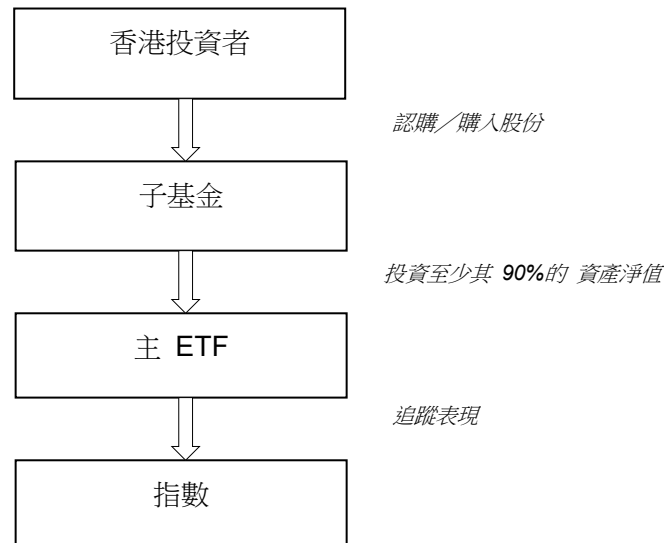 香港投資者
認購／購入股份
子基金
投資至少其 90%的 資產淨值
主 ETF
追蹤表現
指數